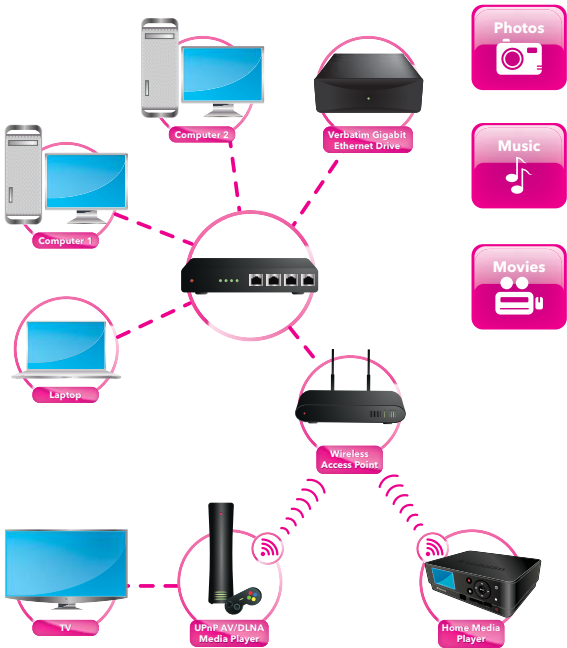 Photos
Computer 2
Verbatim Gigabit
Ethernet Drive
Music
Computer 1
Movies
Laptop
Wireless
Access Point
TV
UPnP AV/DLNA
Media Player
Home Media
Player